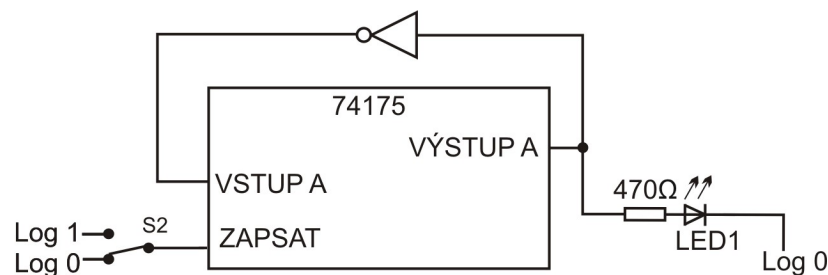 74175
VÝSTUP A
VSTUP A
470Ω
S2
Log 1
ZAPSAT
LED1
Log 0
Log 0